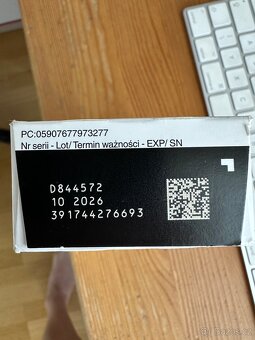 PC:05907677973277
Nr serii - Lot/ Termin ważności - EXP/ SN
D844572
10 2026
391744276693